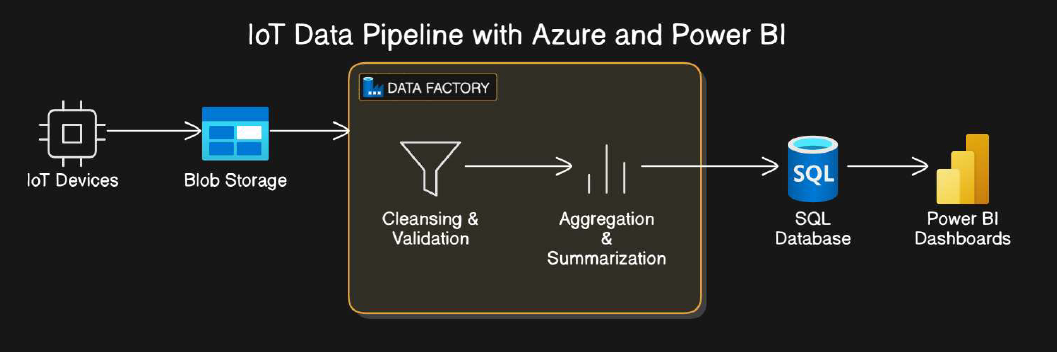 IoT Data Pipeline with Azure and Power BI
DATA FACTORY
IoT Devices
Blob Storage
Cleansing &
Validation
Aggregation
&
Summarization
SQL
SQL
Database
Power BI
Dashboards